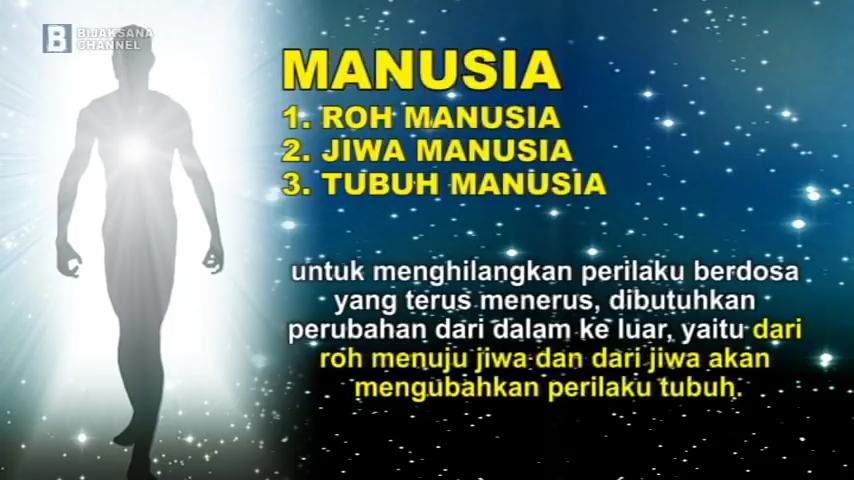 BIJAKSANA
CHANNEL
MANUSIA
1. ROH MANUSIA
2. JIWA MANUSIA
3. TUBUH MANUSIA
untuk menghilangkan perilaku berdosa
yang terus menerus, dibutuhkan
perubahan dari dalam ke luar, yaitu dari
roh menuju jiwa dan dari jiwa akan
mengubahkan perilaku tubuh.